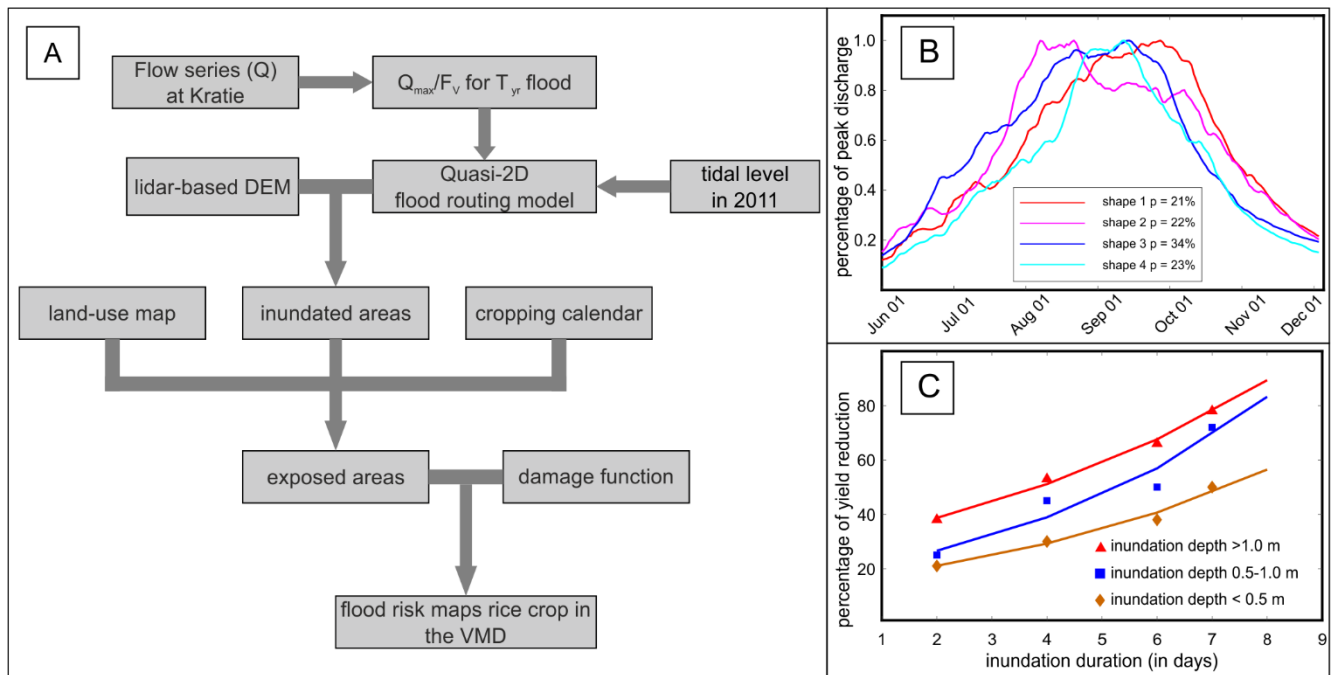 A
Flow series (Q)
at Kratie
Qmax/FV for Tyr flood
lidar-based DEM
Quasi-2D
flood routing model
tidal level
in 2011
land-use map
inundated areas
cropping calendar
exposed areas
damage function
flood risk maps rice crop in
the VMD
B
percentage of peak discharge
1.0
0.8
0.6
0.4
0.2
shape 1 p = 21%
shape 2 p = 22%
shape 3 p = 34%
shape 4 p = 23%
Jun 01
Jul 01
Aug 01
Sep 01
Oct 01
Nov 01
Dec 01
C
percentage of yield reduction
80
60
40
20
inundation depth >1.0 m
inundation depth 0.5-1.0 m
inundation depth < 0.5 m
1 2 3 4 5 6 7 8 9
inundation duration (in days)